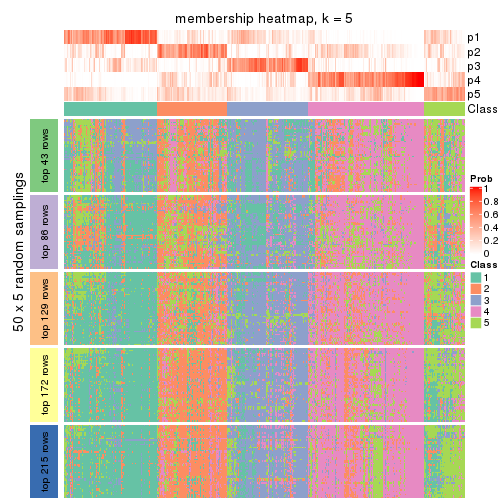 membership heatmap, k = 5
p1
p2
p3
p4
p5
Class
50 x 5 random samplings
top 43 rows
top 86 rows
top 129 rows
top 172 rows
top 215 rows
Prob
1
0.8
0.6
0.4
0.2
0
Class
1
2
3
4
5